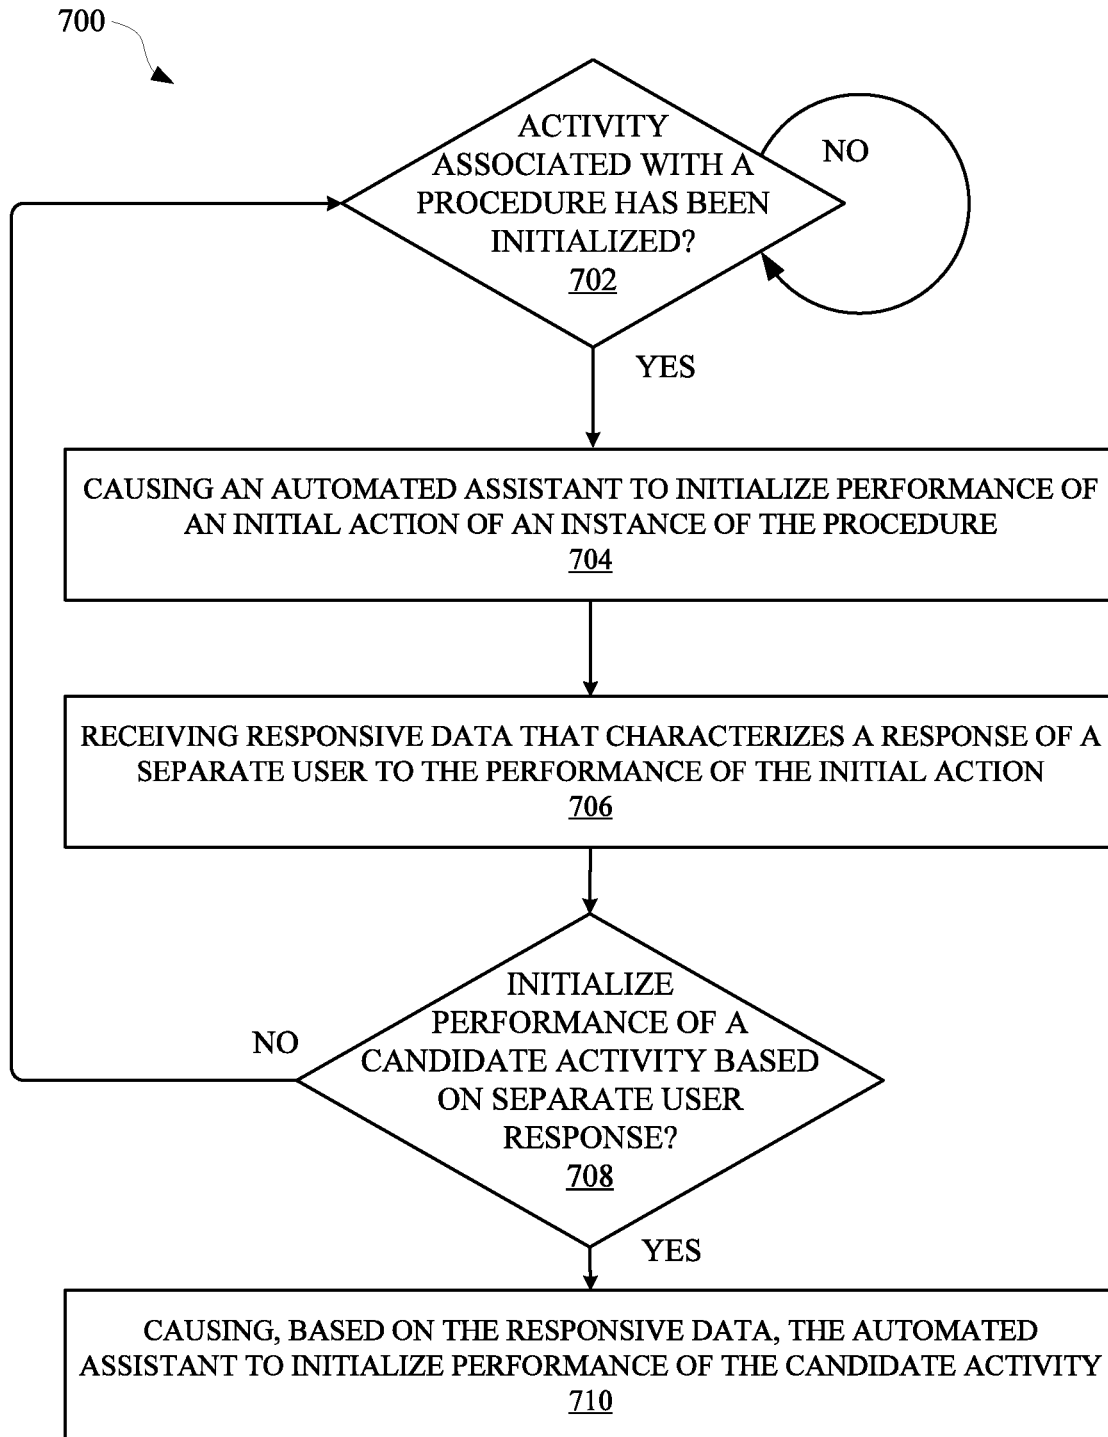 700
ACTIVITY
ASSOCIATED WITH A
PROCEDURE HAS BEEN
INITIALIZED?
702
NO
YES
CAUSING AN AUTOMATED ASSISTANT TO INITIALIZE PERFORMANCE OF
AN INITIAL ACTION OF AN INSTANCE OF THE PROCEDURE
704
RECEIVING RESPONSIVE DATA THAT CHARACTERIZES A RESPONSE OF A
SEPARATE USER TO THE PERFORMANCE OF THE INITIAL ACTION
706
INITIALIZE
PERFORMANCE OF A
CANDIDATE ACTIVITY BASED
ON SEPARATE USER
RESPONSE?
708
NO
YES
CAUSING, BASED ON THE RESPONSIVE DATA, THE AUTOMATED
ASSISTANT TO INITIALIZE PERFORMANCE OF THE CANDIDATE ACTIVITY
710